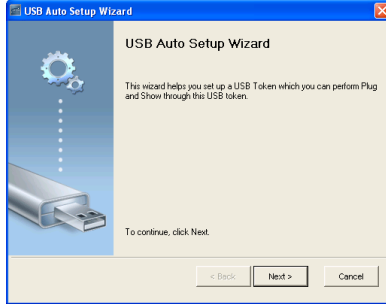 USB Auto Setup Wizard
USB Auto Setup Wizard
This wizard helps you set up a USB Token which you can perform Plug
and Show through this USB token.
To continue, click Next.
< Back
Next >
Cancel